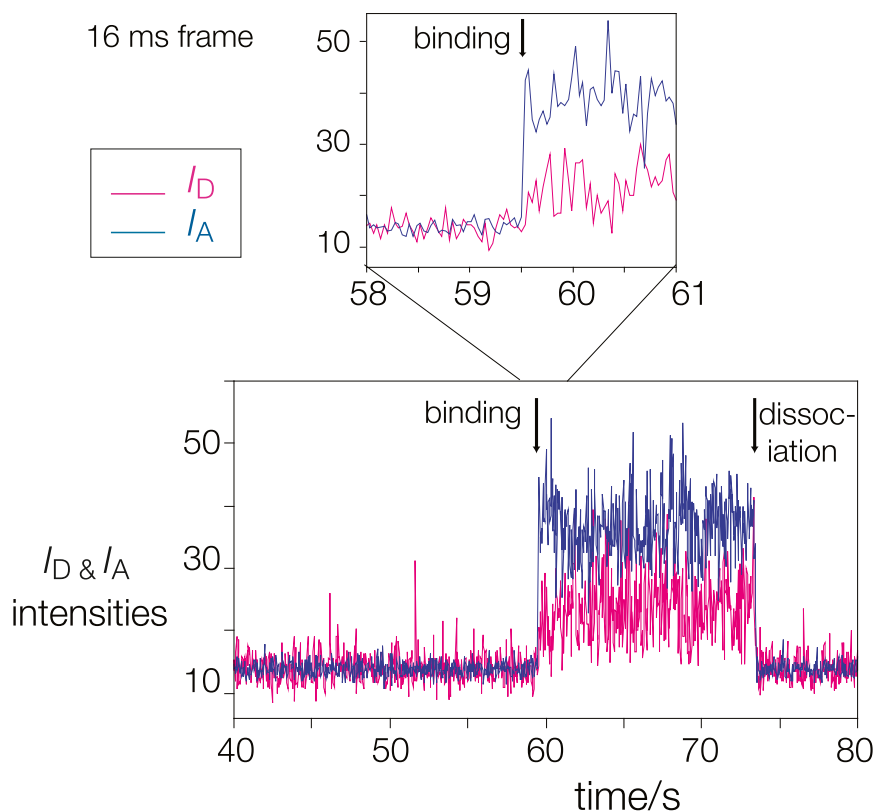 16 ms frame
binding
50
30
10
58 59 60 61
I_D
I_A
binding
dissoc-
iation
50
30
10
I_D & I_A
intensities
40 50 60 70 80
time/s